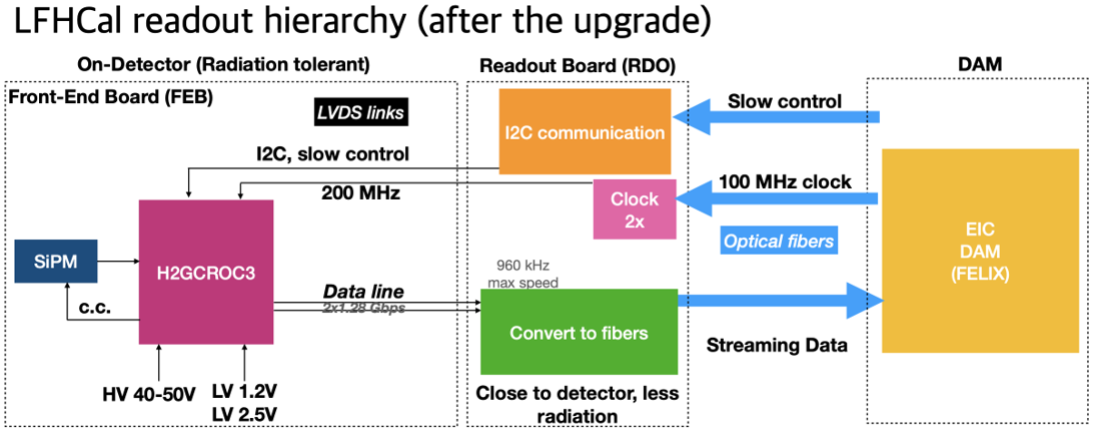 LFHCal readout hierarchy (after the upgrade)
On-Detector (Radiation tolerant)
Readout Board (RDO)
DAM
Front-End Board (FEB)
LVDS links
I2C communication
Slow control
I2C, slow control
200 MHz
Clock
2x
100 MHz clock
Optical fibers
EIC
DAM
(FELIX)
SiPM
H2GCROC3
c.c.
960 kHz
max speed
Data line
2x1.28 Gbps
Convert to fibers
Streaming Data
HV 40-50V
LV 1.2V
LV 2.5V
Close to detector, less
radiation